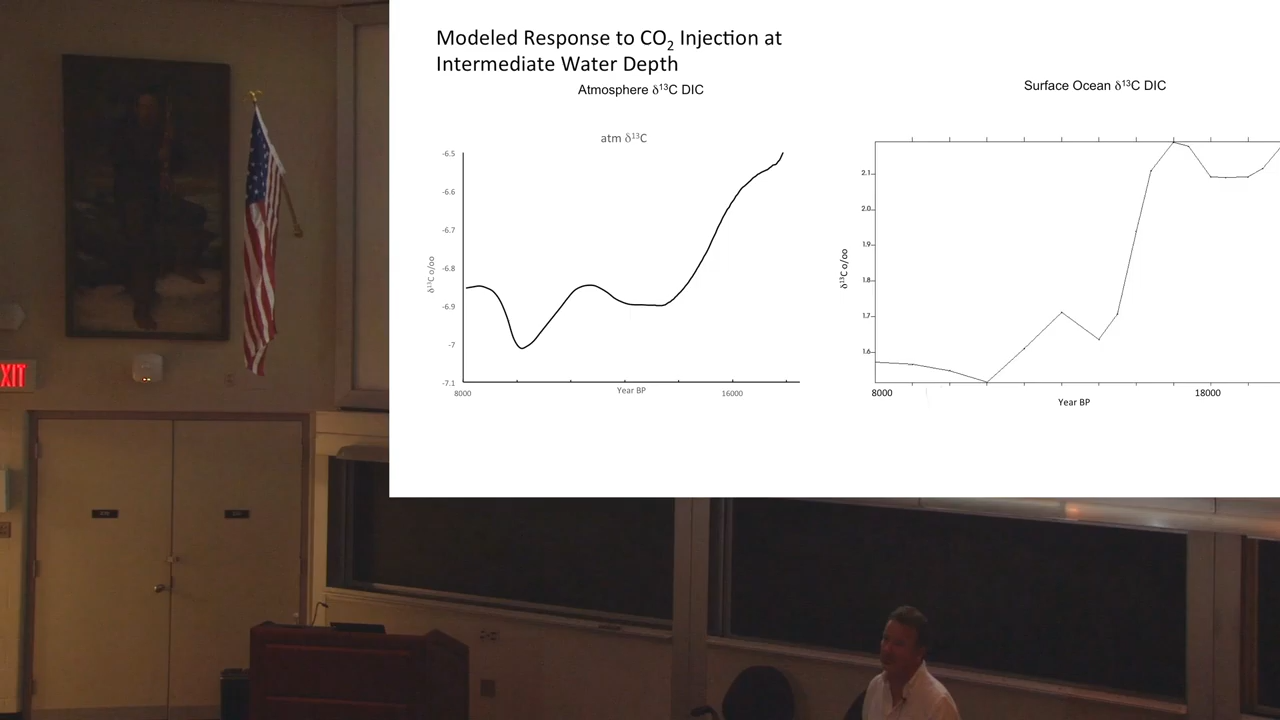 Modeled Response to CO₂ Injection at
Intermediate Water Depth
Atmosphere δ¹³C DIC
Surface Ocean δ¹³C DIC
atm δ¹³C
-6.5
-6.6
-6.7
-6.8
-6.9
-7
-7.1
δ¹³C o/oo
8000
Year BP
16000
2.1
2.0
1.9
1.8
1.7
1.6
δ¹³C o/oo
8000
18000
Year BP
EXIT